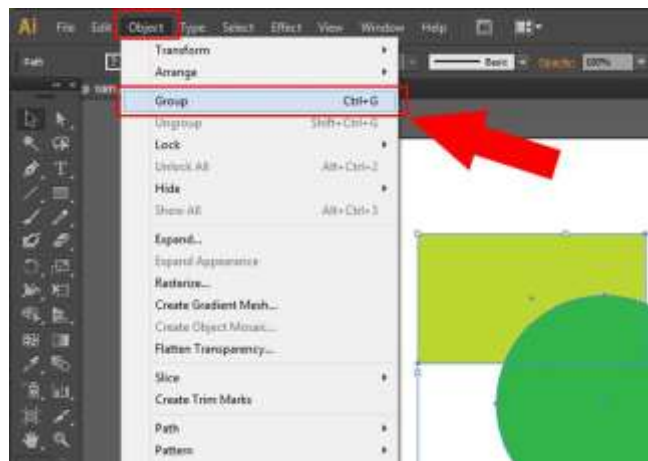 Ai File Edit Object Type Select Effect View Window Help
Path Basic Opacity: 100%
Transform
Arrange
Group Ctrl+G
Ungroup Shift+Ctrl+G
Lock
Unlock All Alt+Ctrl+2
Hide
Show All Alt+Ctrl+3
Expand...
Expand Appearance
Rasterize...
Create Gradient Mesh...
Create Object Mosaic...
Flatten Transparency...
Slice
Create Trim Marks
Path
Pattern